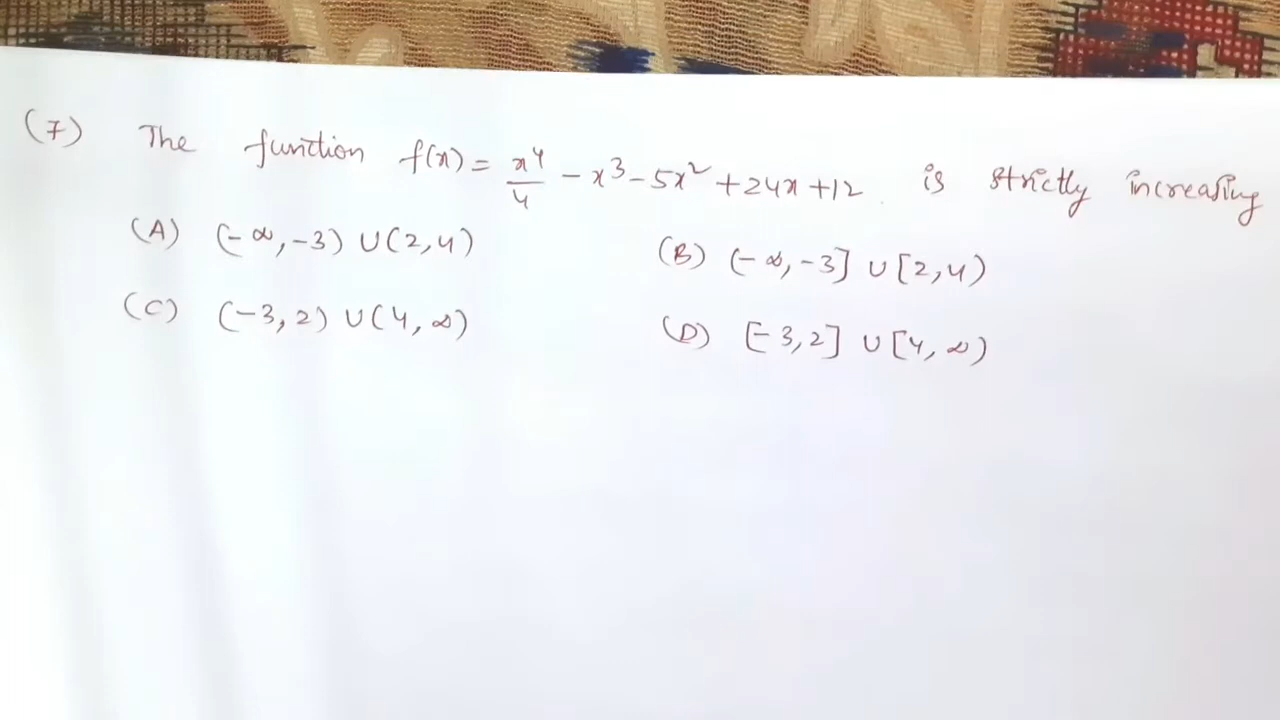 (7) The function f(x) = x⁴/4 - x³ - 5x² + 24x + 12 is strictly increasing
(A) (-∞, -3) ∪ (2, 4) (B) (-∞, -3] ∪ [2, 4)
(C) (-3, 2) ∪ (4, ∞) (D) [-3, 2] ∪ [4, ∞)